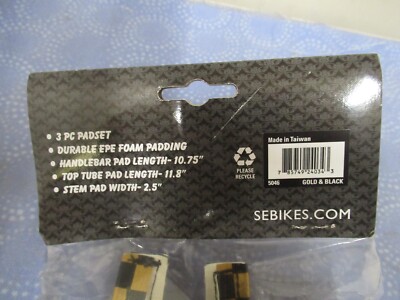 • 3 PC PADSET
• DURABLE EPE FOAM PADDING
• HANDLEBAR PAD LENGTH- 10.75"
• TOP TUBE PAD LENGTH- 11.8"
• STEM PAD WIDTH- 2.5"
PLEASE
RECYCLE
Made in Taiwan
5046 GOLD & BLACK
SEBIKES.COM